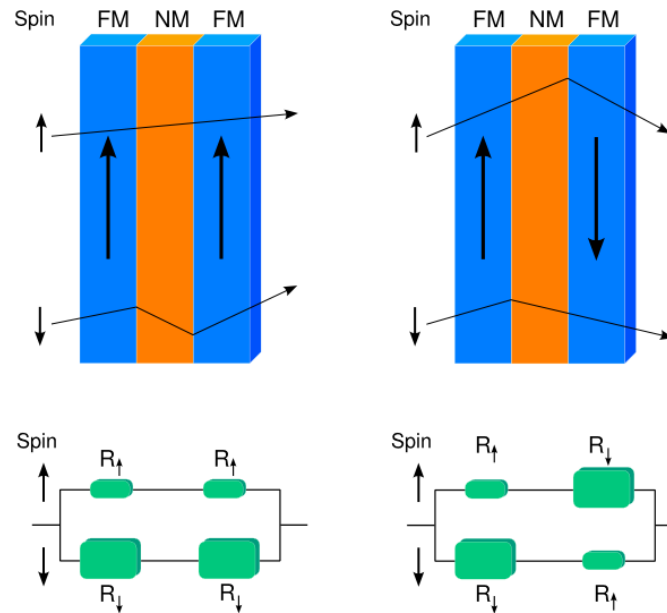 Spin FM NM FM
Spin FM NM FM
Spin
R↑ R↑
R↓ R↓
Spin
R↑ R↓
R↓ R↑